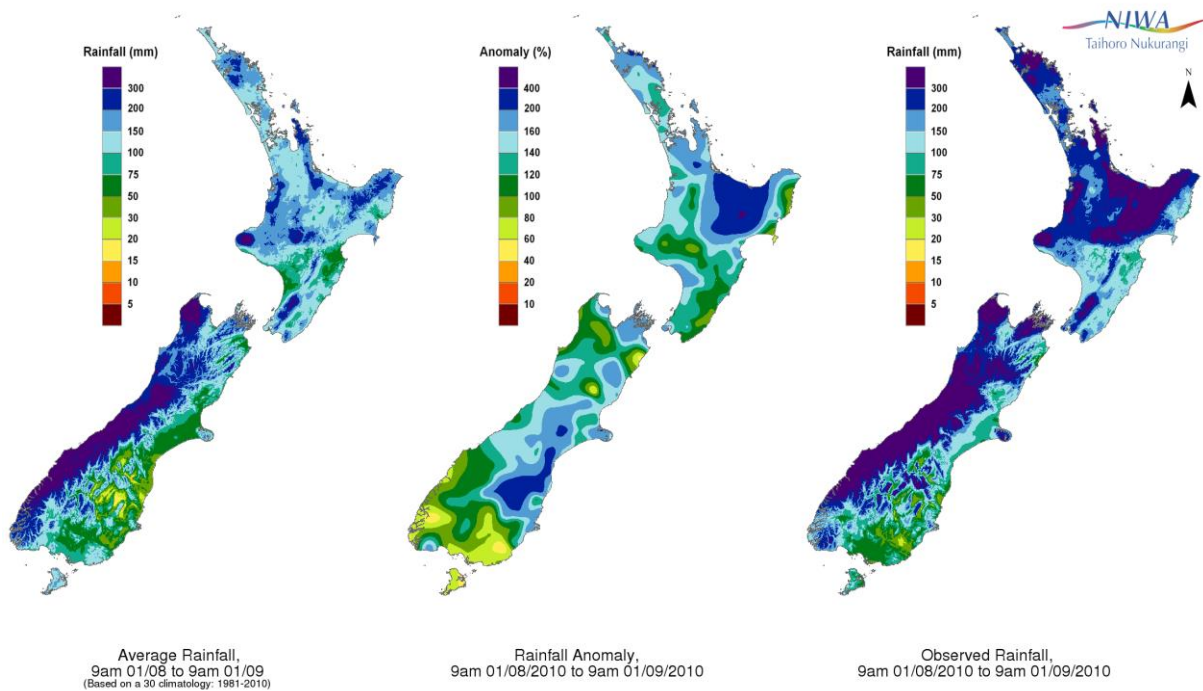 NIWA
Taihoro Nukurangi
N
Rainfall (mm)
300
200
150
100
75
50
30
20
15
10
5
Anomaly (%)
400
200
160
140
120
100
80
60
40
20
10
Rainfall (mm)
300
200
150
100
75
50
30
20
15
10
5
Average Rainfall,
9am 01/08 to 9am 01/09
(Based on a 30 climatology: 1981-2010)
Rainfall Anomaly,
9am 01/08/2010 to 9am 01/09/2010
Observed Rainfall,
9am 01/08/2010 to 9am 01/09/2010